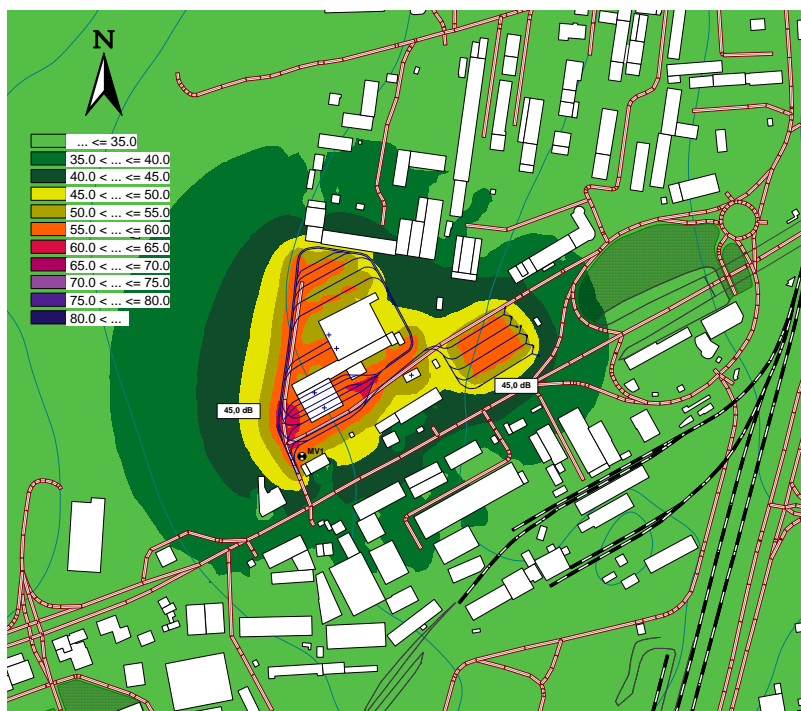 N
... <= 35.0
35.0 < ... <= 40.0
40.0 < ... <= 45.0
45.0 < ... <= 50.0
50.0 < ... <= 55.0
55.0 < ... <= 60.0
60.0 < ... <= 65.0
65.0 < ... <= 70.0
70.0 < ... <= 75.0
75.0 < ... <= 80.0
80.0 < ...
45,0 dB
45,0 dB
MV1